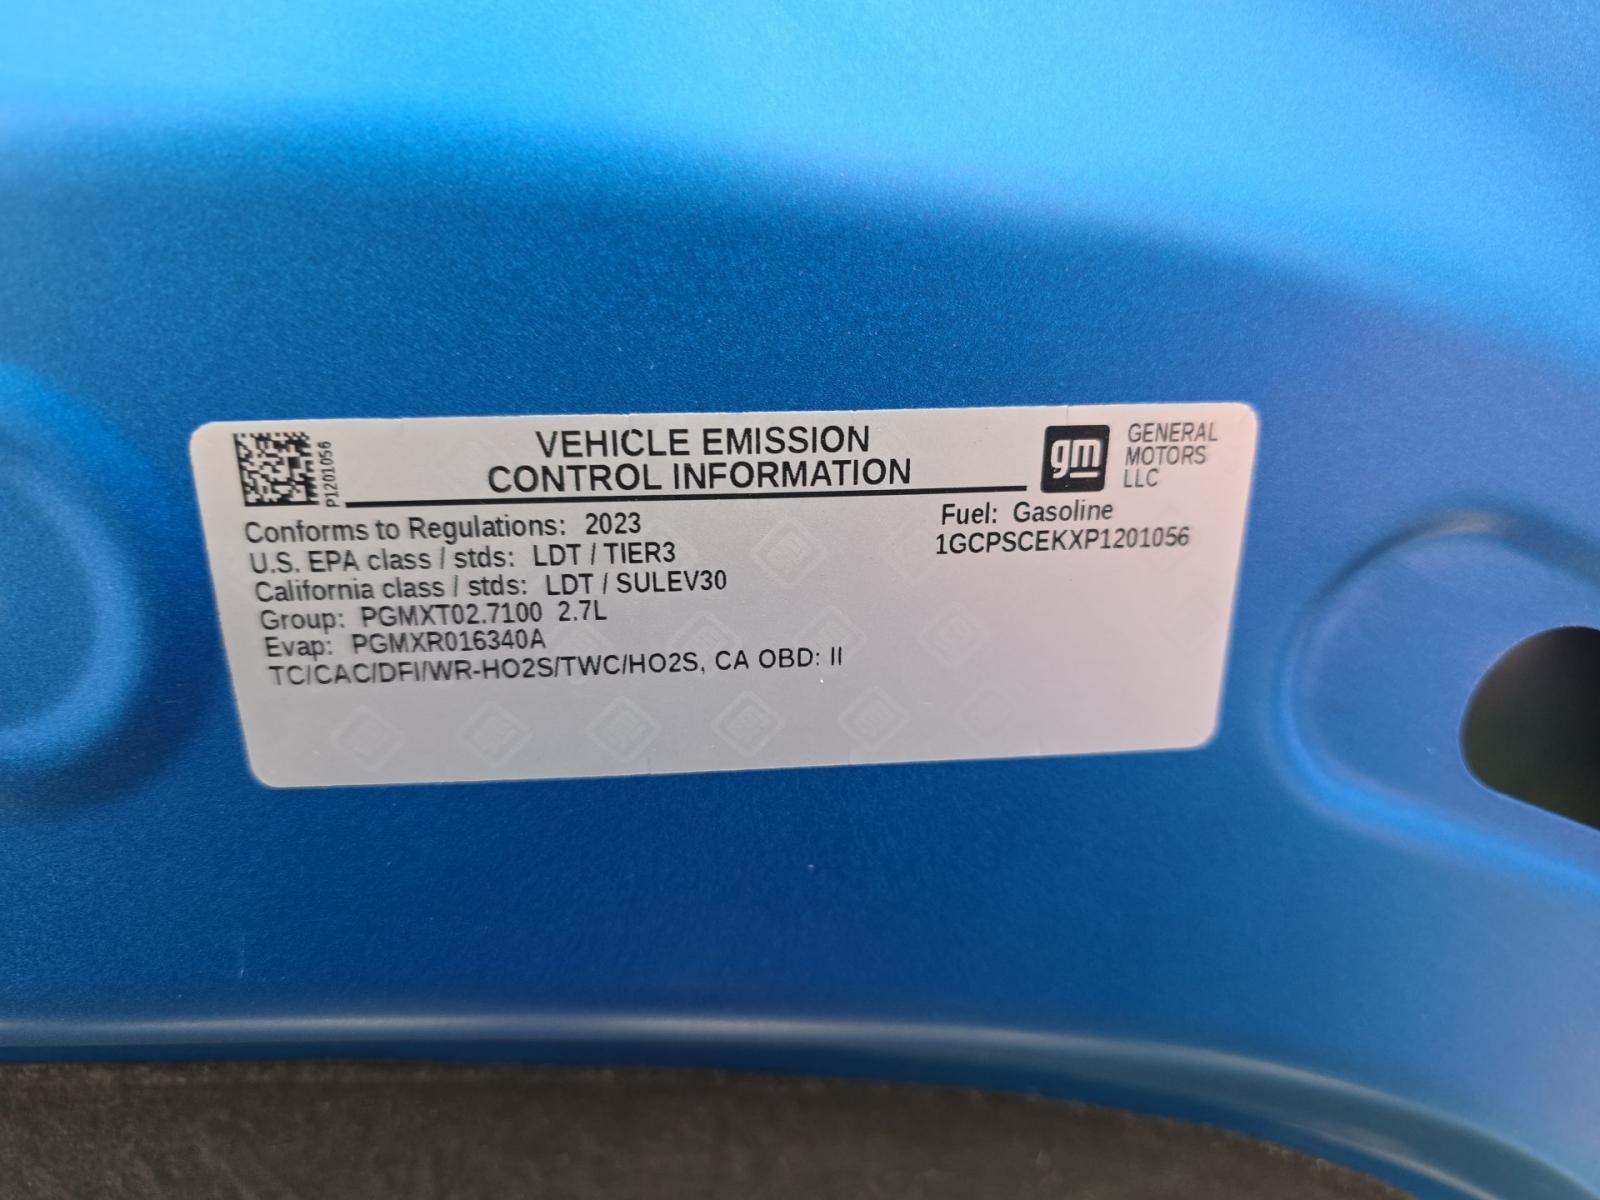 P1201056
VEHICLE EMISSION
CONTROL INFORMATION
gm
GENERAL
MOTORS
LLC
Conforms to Regulations: 2023
U.S. EPA class / stds: LDT / TIER3
California class / stds: LDT / SULEV30
Group: PGMXT02.7100 2.7L
Evap: PGMXR016340A
TC/CAC/DFI/WR-HO2S/TWC/HO2S, CA OBD: II
Fuel: Gasoline
1GCPSCEKXP1201056